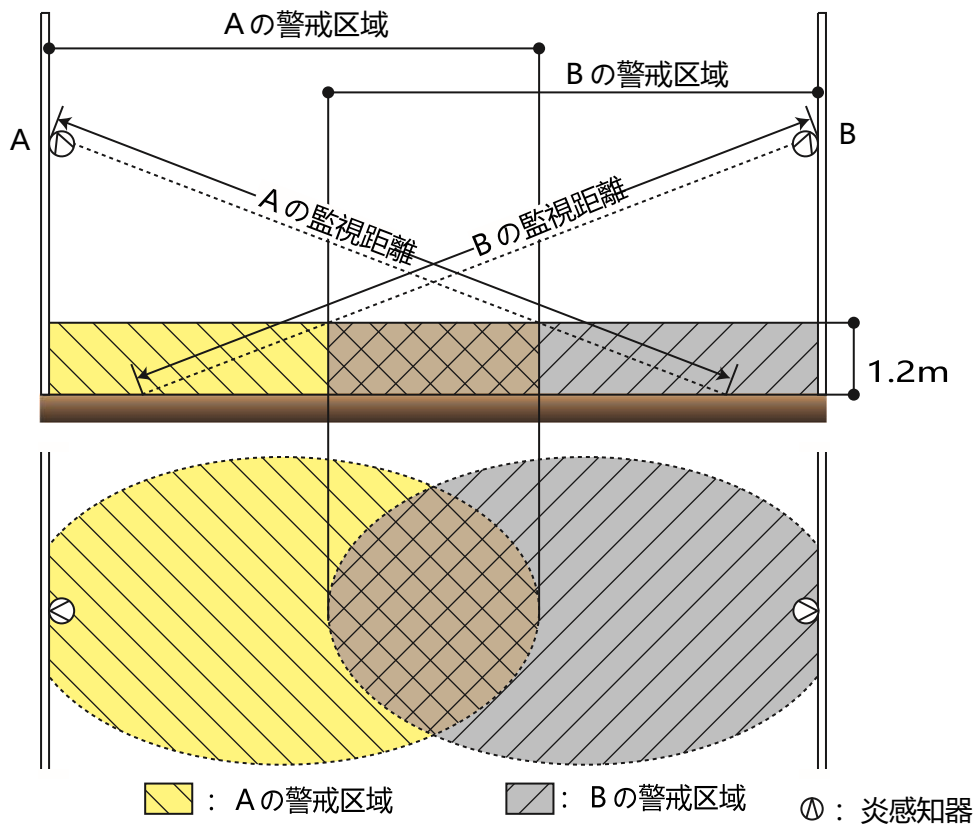 Aの警戒区域
Bの警戒区域
A
B
Aの監視距離
Bの監視距離
1.2m
： Aの警戒区域
： Bの警戒区域
： 炎感知器